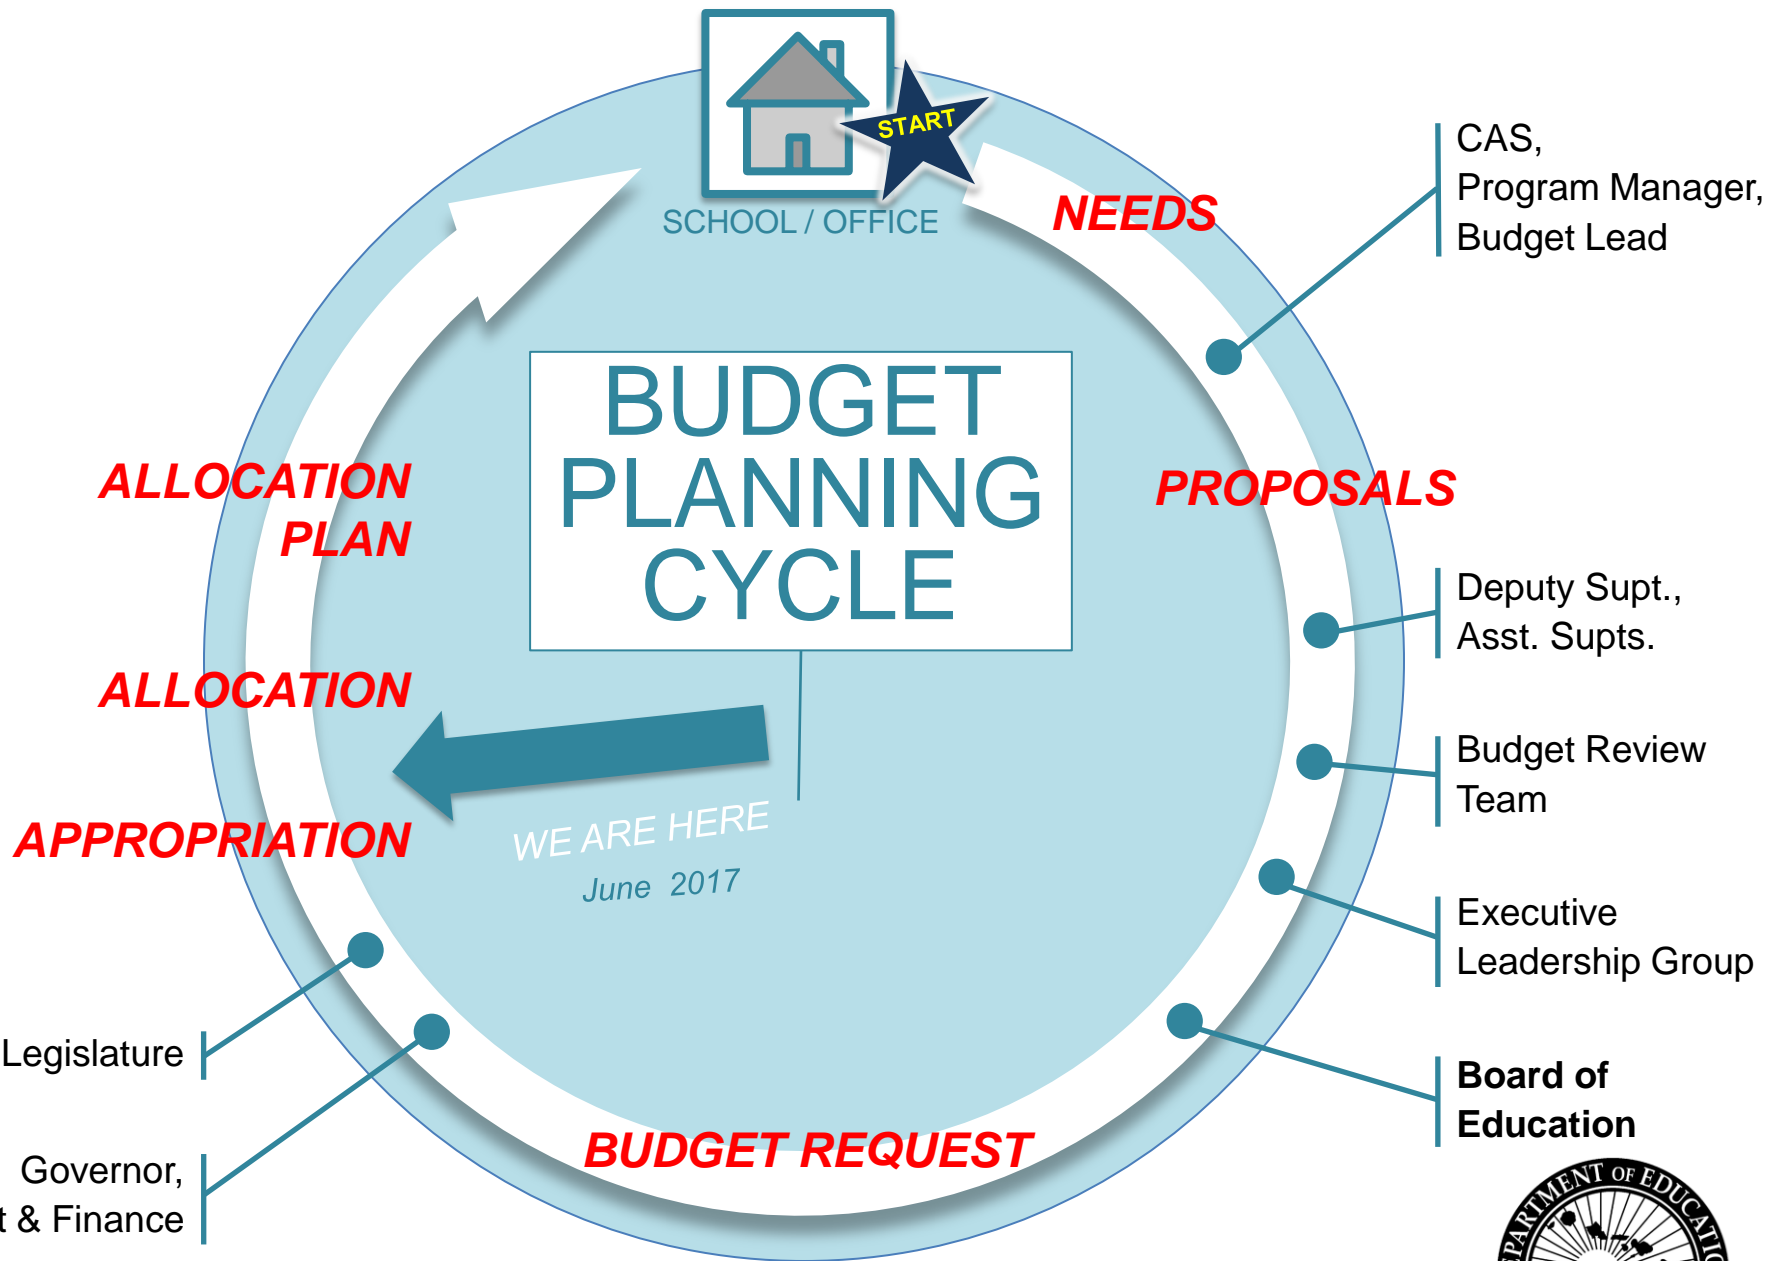 START
SCHOOL / OFFICE
NEEDS
CAS,
Program Manager,
Budget Lead
BUDGET
PLANNING
CYCLE
PROPOSALS
Deputy Supt.,
Asst. Supts.
Budget Review
Team
Executive
Leadership Group
Board of
Education
BUDGET REQUEST
Governor,
& Finance
Legislature
APPROPRIATION
ALLOCATION
ALLOCATION
PLAN
WE ARE HERE
June 2017
OF